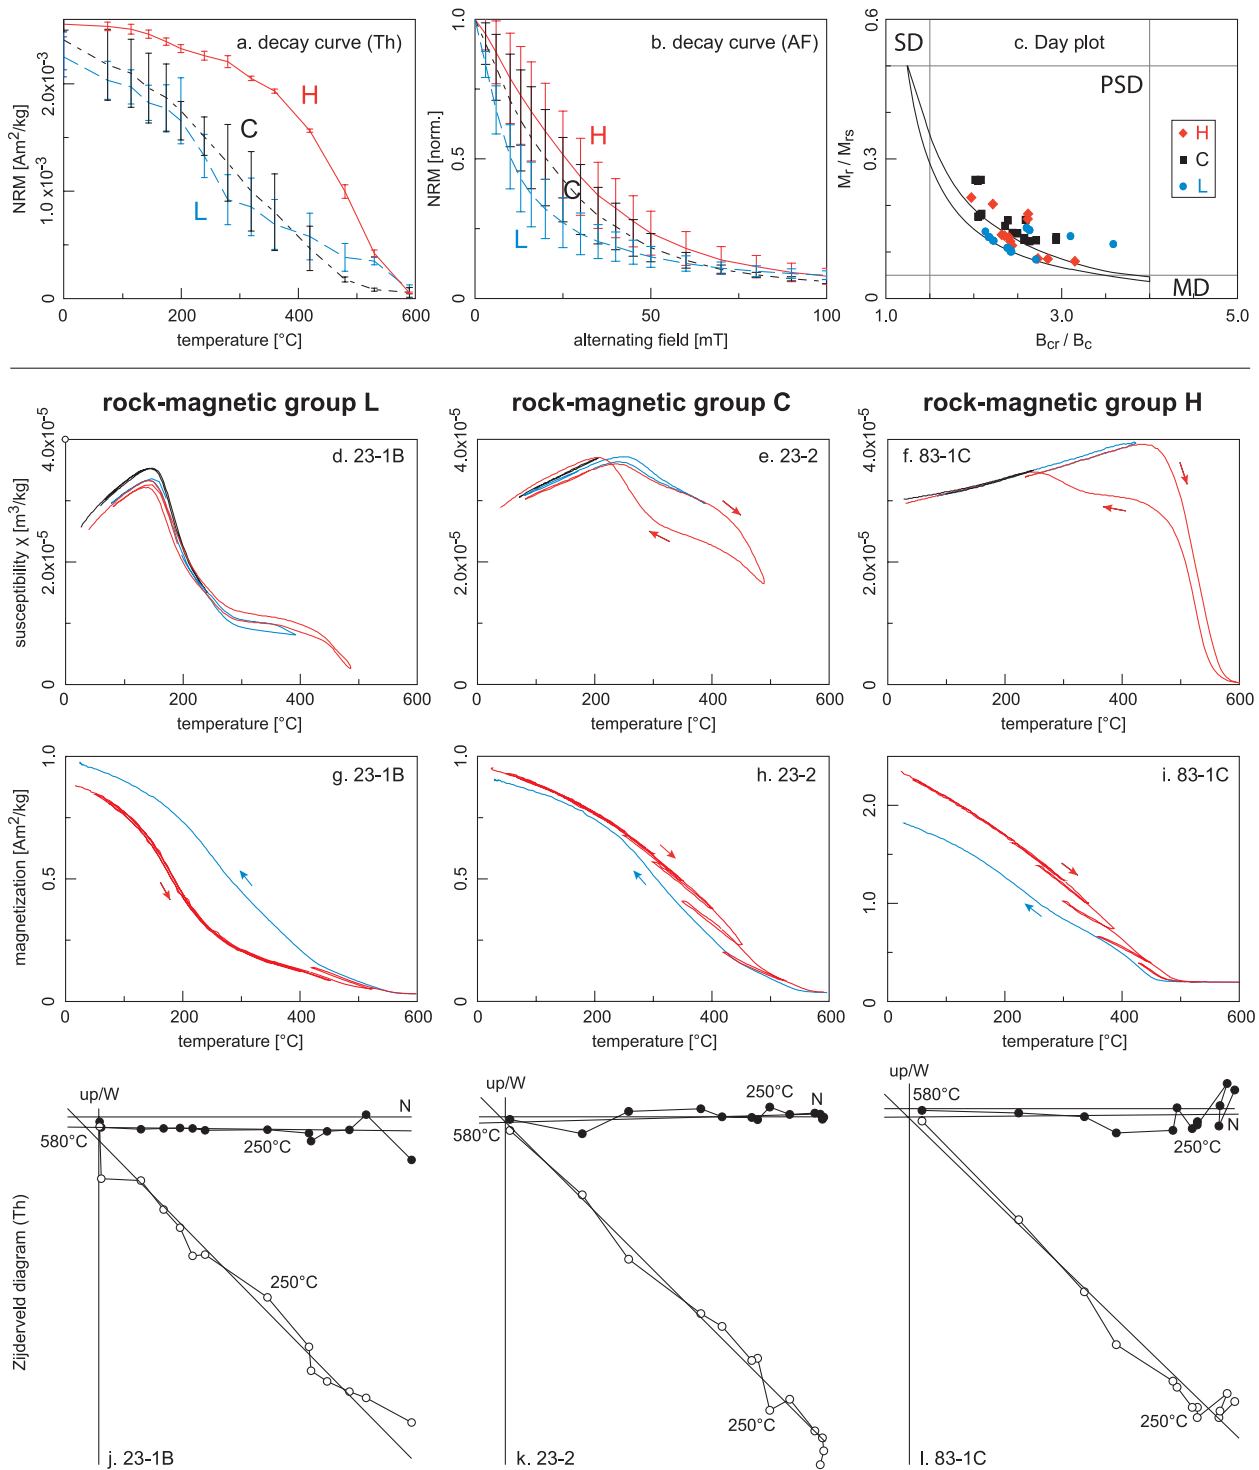 a. decay curve (Th)
NRM [Am²/kg]
2.0x10⁻³
1.0 x10⁻³
0
0 200 400 600
temperature [°C]
H
C
L
b. decay curve (AF)
NRM [norm.]
1.0
0.5
0
0 50 100
alternating field [mT]
H
C
L
c. Day plot
SD
PSD
MD
Mr / Mrs
0.6
0.3
0
1.0 3.0 5.0
Bcr / Bc
H
C
L
rock-magnetic group L
rock-magnetic group C
rock-magnetic group H
d. 23-1B
susceptibility χ [m³/kg]
4.0x10⁻⁵
2.0x10⁻⁵
0
0 200 400 600
temperature [°C]
e. 23-2
4.0x10⁻⁵
2.0x10⁻⁵
0
0 200 400 600
temperature [°C]
f. 83-1C
4.0x10⁻⁵
2.0x10⁻⁵
0
0 200 400 600
temperature [°C]
g. 23-1B
magnetization [Am²/kg]
1.0
0.5
0
0 200 400 600
temperature [°C]
h. 23-2
1.0
0.5
0
0 200 400 600
temperature [°C]
i. 83-1C
2.0
1.0
0
0 200 400 600
temperature [°C]
Zijderveld diagram (Th)
up/W
N
580°C
250°C
250°C
j. 23-1B
up/W
250°C
N
580°C
250°C
k. 23-2
up/W
580°C
N
250°C
250°C
l. 83-1C